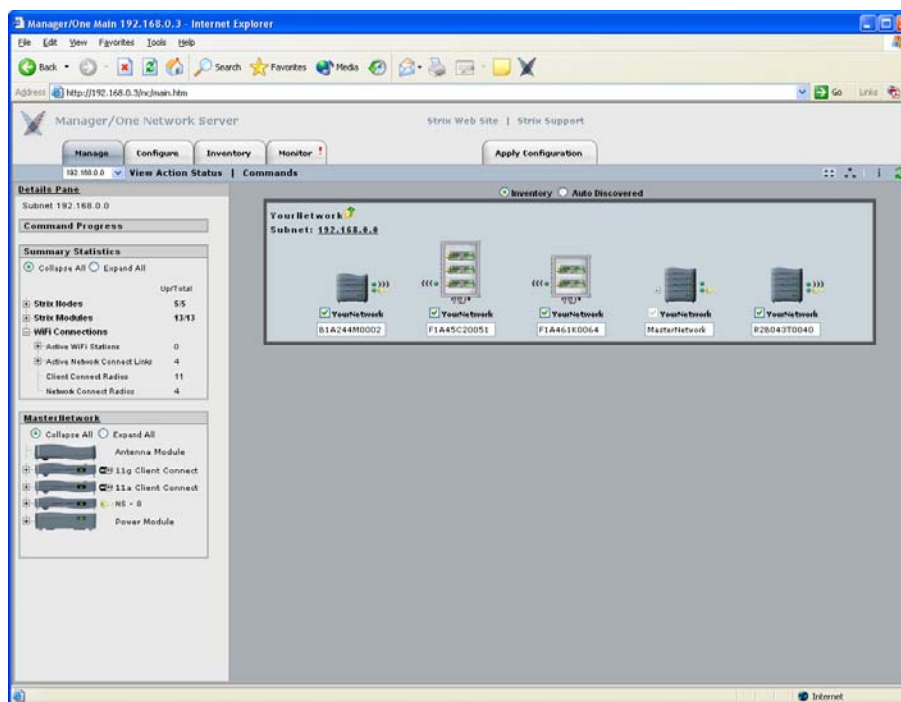 Manager/One Main 192.168.0.3 - Internet Explorer
File Edit View Favorites Tools Help
Back Search Favorites Media
Address http://192.168.0.3/nc/main.htm Go Links
Manager/One Network Server Strix Web Site | Strix Support
Manage Configure Inventory Monitor ! Apply Configuration
192.168.0.0 View Action Status | Commands
Details Pane
Inventory Auto Discovered
Subnet 192.168.0.0
Command Progress
Summary Statistics
Collapse All Expand All
Up/Total
Strix Nodes 5/5
Strix Modules 13/13
WiFi Connections
Active WiFi Stations 0
Active Network Connect Links 4
Client Connect Radios 11
Network Connect Radios 4
MasterNetwork
Collapse All Expand All
Antenna Module
11g Client Connect
11a Client Connect
NS - 8
Power Module
YourNetwork
Subnet: 192.168.0.0
YourNetwork YourNetwork YourNetwork YourNetwork YourNetwork
B1A244M0002 F1A45C20051 F1A461K0064 MasterNetwork R2B043T0040
Internet